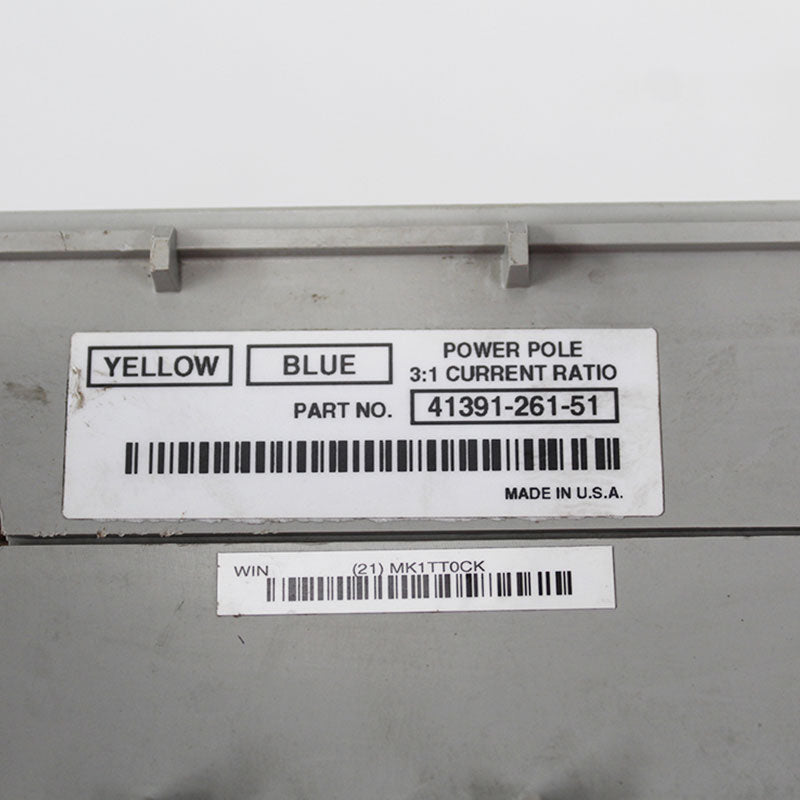 YELLOW BLUE POWER POLE
3:1 CURRENT RATIO
PART NO. 41391-261-51
MADE IN U.S.A.
WIN (21) MK1TT0CK